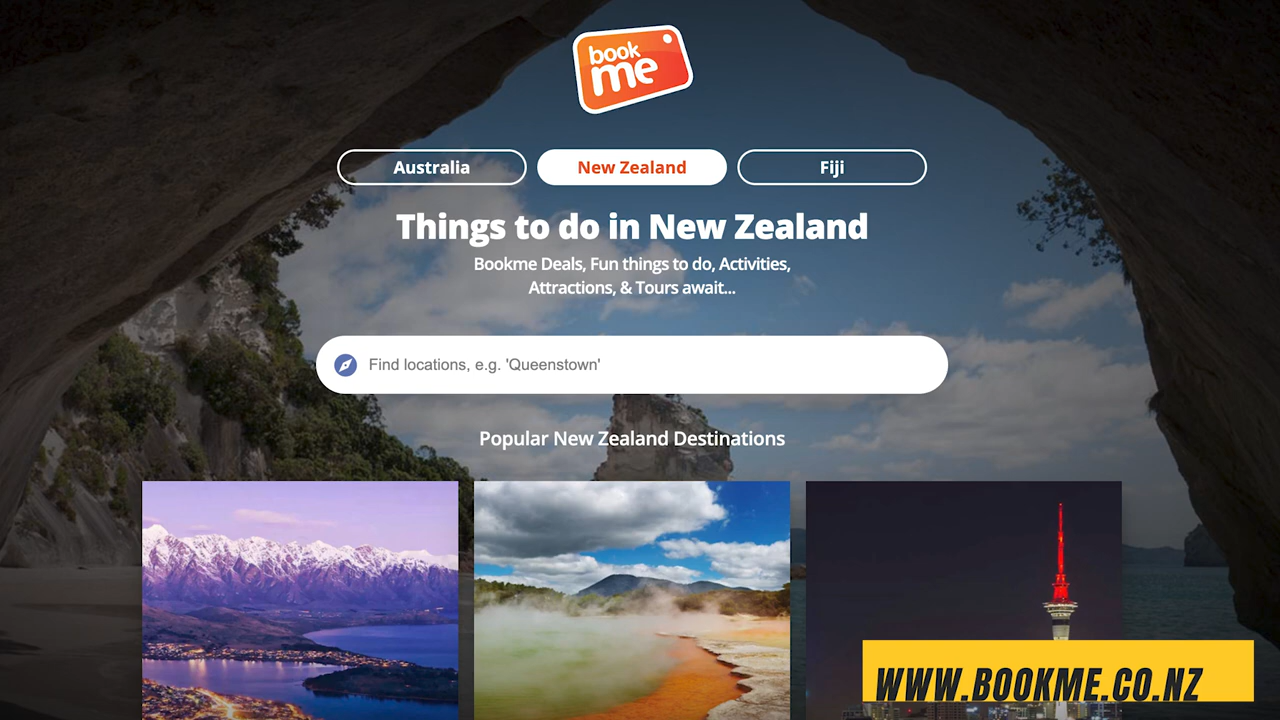 book
me
Australia
New Zealand
Fiji
Things to do in New Zealand
Bookme Deals, Fun things to do, Activities,
Attractions, & Tours await...
Find locations, e.g. 'Queenstown'
Popular New Zealand Destinations
WWW.BOOKME.CO.NZ